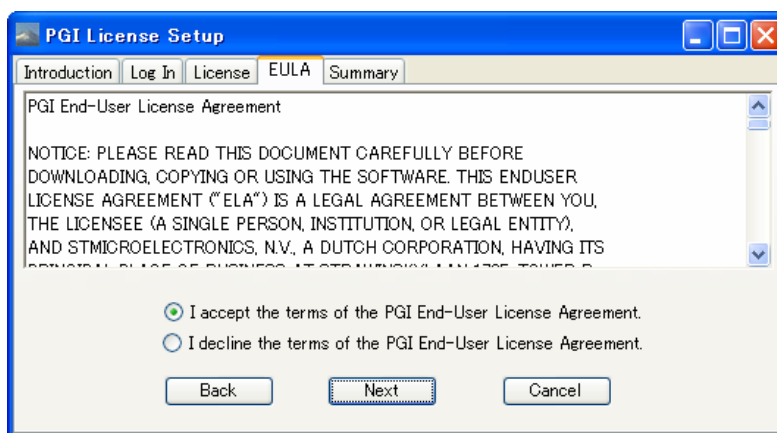 PGI License Setup
Introduction Log In License EULA Summary
PGI End-User License Agreement
NOTICE: PLEASE READ THIS DOCUMENT CAREFULLY BEFORE
DOWNLOADING, COPYING OR USING THE SOFTWARE. THIS ENDUSER
LICENSE AGREEMENT ("ELA") IS A LEGAL AGREEMENT BETWEEN YOU,
THE LICENSEE (A SINGLE PERSON, INSTITUTION, OR LEGAL ENTITY),
AND STMICROELECTRONICS, N.V., A DUTCH CORPORATION, HAVING ITS
I accept the terms of the PGI End-User License Agreement.
I decline the terms of the PGI End-User License Agreement.
Back Next Cancel